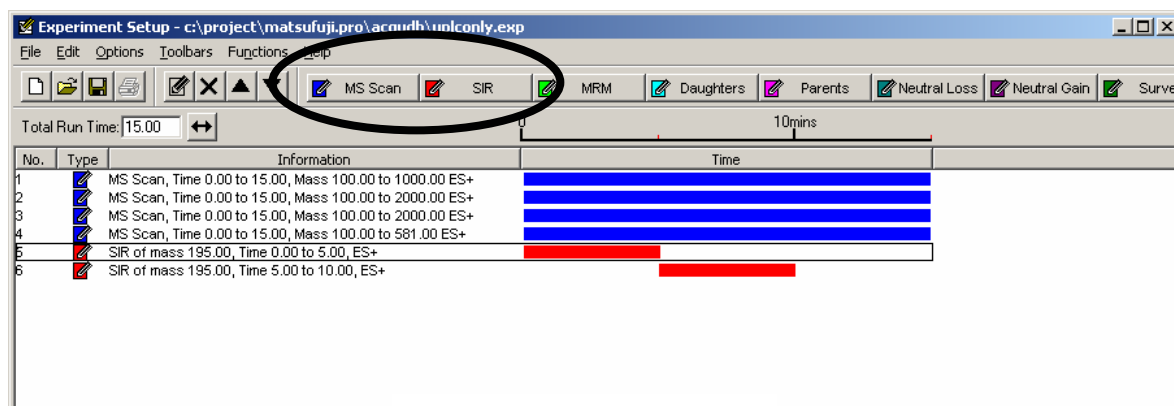 Experiment Setup - c:\project\matsufuji.pro\acqudb\uplconly.exp
File Edit Options Toolbars Functions Help
MS Scan SIR MRM Daughters Parents Neutral Loss Neutral Gain Surve
Total Run Time: 15.00 0 10mins
No. Type Information Time
1 MS Scan, Time 0.00 to 15.00, Mass 100.00 to 1000.00 ES+
2 MS Scan, Time 0.00 to 15.00, Mass 100.00 to 2000.00 ES+
3 MS Scan, Time 0.00 to 15.00, Mass 100.00 to 2000.00 ES+
4 MS Scan, Time 0.00 to 15.00, Mass 100.00 to 581.00 ES+
5 SIR of mass 195.00, Time 0.00 to 5.00, ES+
6 SIR of mass 195.00, Time 5.00 to 10.00, ES+